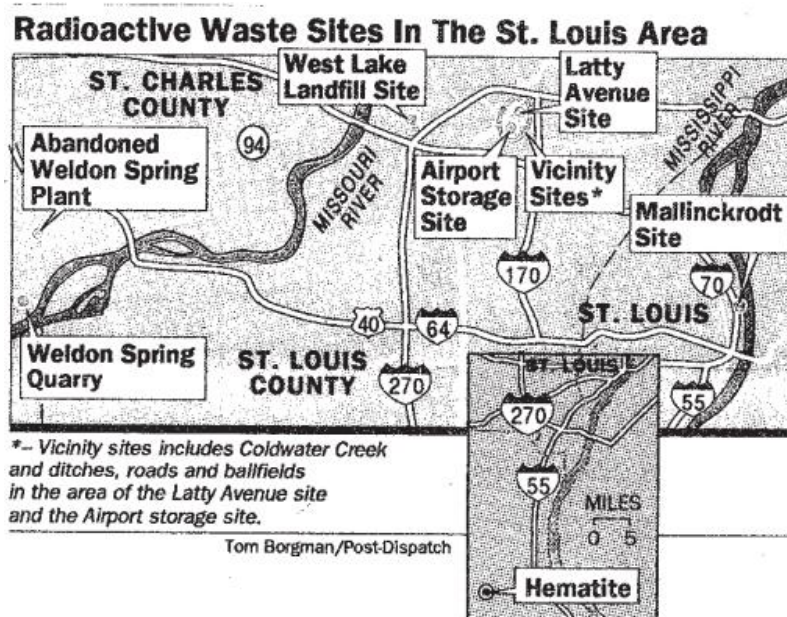 Radioactive Waste Sites In The St. Louis Area
ST. CHARLES
COUNTY
West Lake
Landfill Site
Latty
Avenue
Site
MISSISSIPPI
RIVER
Abandoned
Weldon Spring
Plant
94
MISSOURI
RIVER
Airport
Storage
Site
Vicinity
Sites*
Mallinckrodt
Site
170
70
40
64
ST. LOUIS
Weldon Spring
Quarry
ST. LOUIS
COUNTY
270
55
ST. LOUIS
270
55
MILES
0 5
Hematite
*-- Vicinity sites includes Coldwater Creek
and ditches, roads and ballfields
in the area of the Latty Avenue site
and the Airport storage site.
Tom Borgman/Post-Dispatch